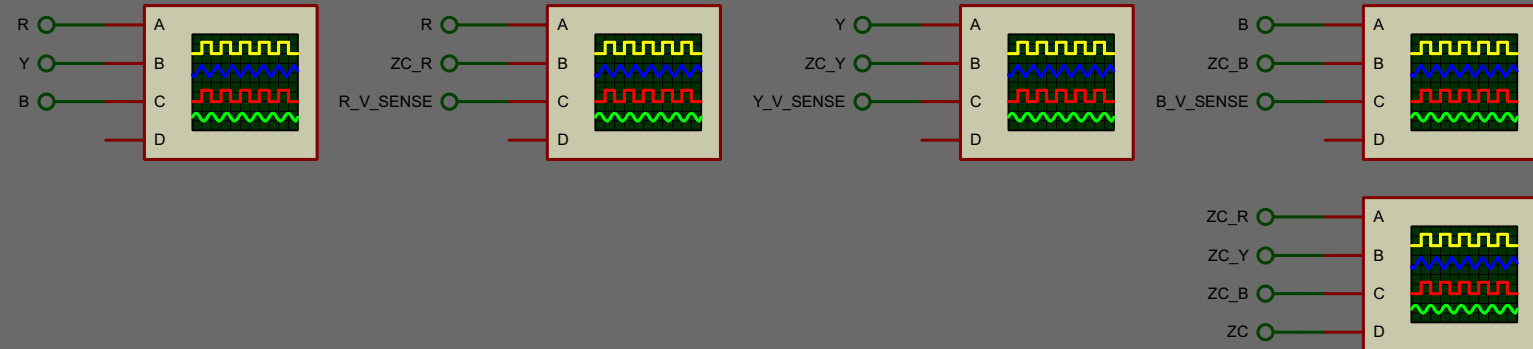 R A R A Y A B A
Y B ZC_R B ZC_Y B ZC_B B
B C R_V_SENSE C Y_V_SENSE C B_V_SENSE C
D D D D
ZC_R A
ZC_Y B
ZC_B C
ZC D